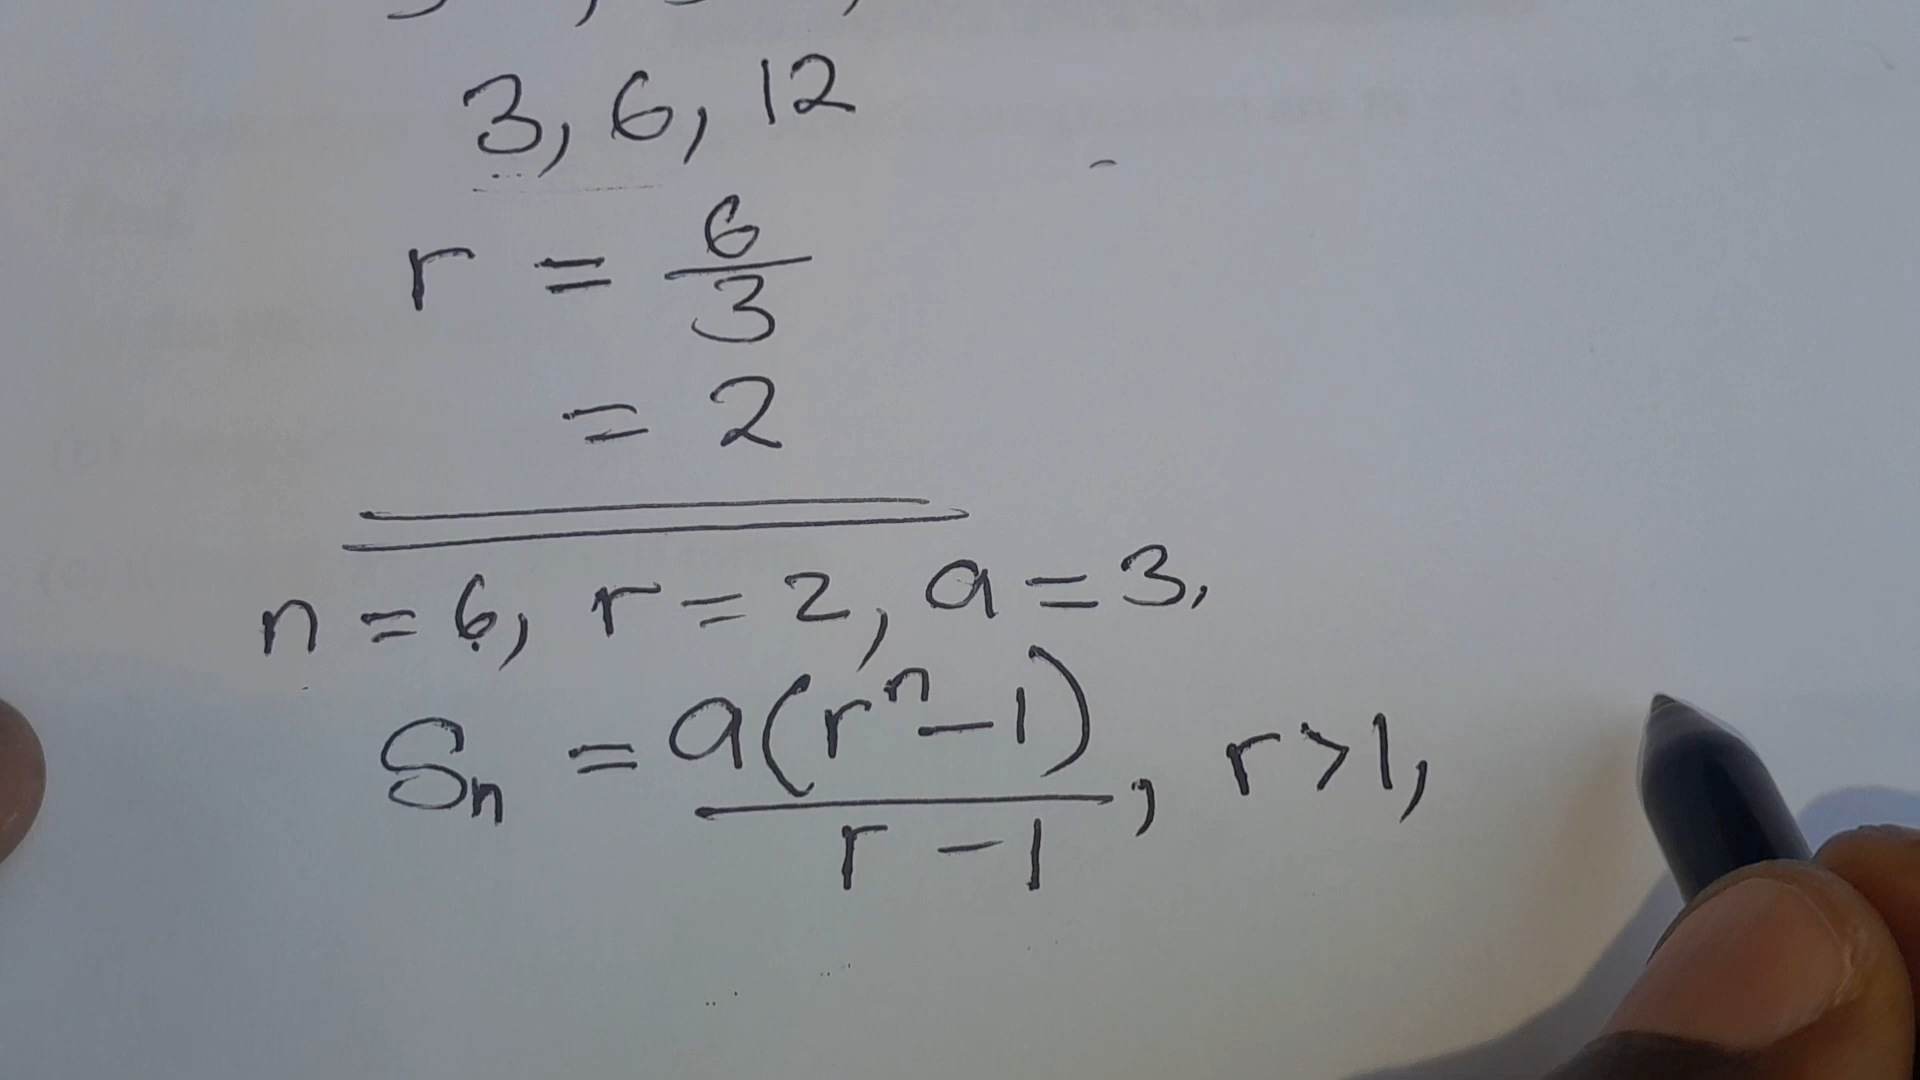 3, 6, 12
r = 6/3
= 2
n = 6, r = 2, a = 3,
Sn = a(r^n - 1)/r - 1, r > 1,